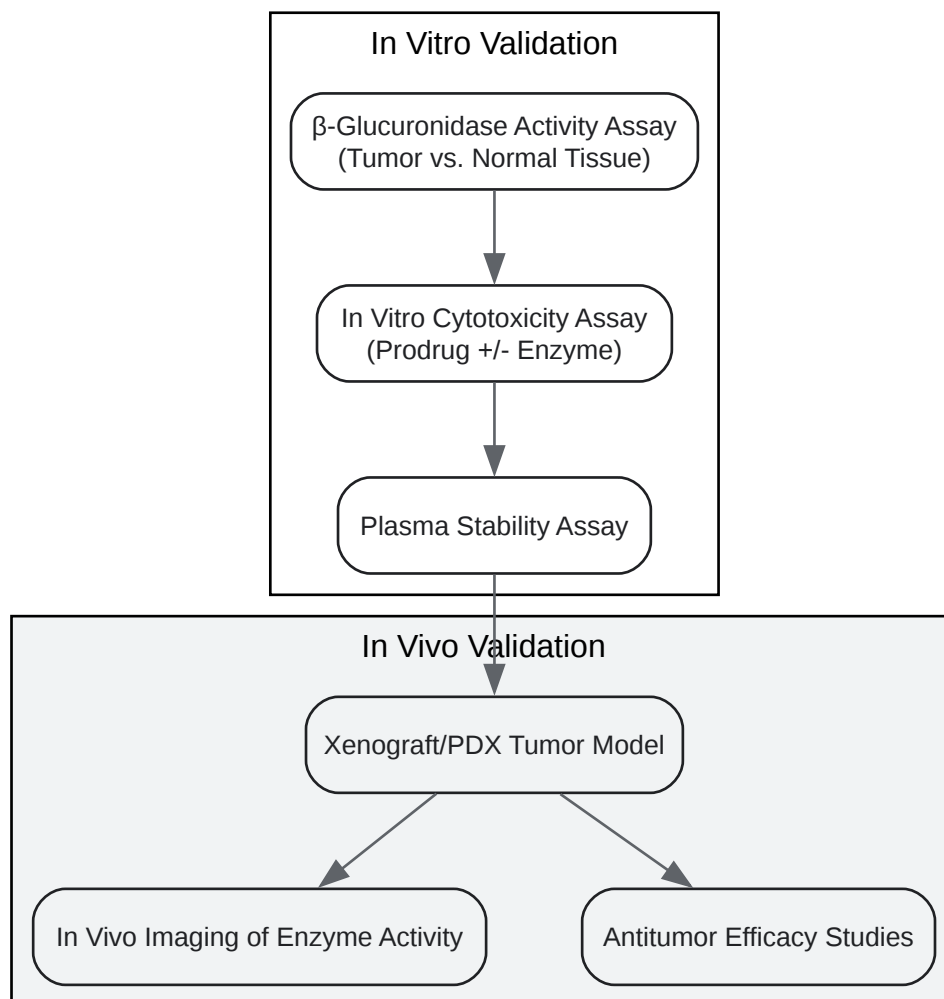 In Vitro Validation
β-Glucuronidase Activity Assay
(Tumor vs. Normal Tissue)
In Vitro Cytotoxicity Assay
(Prodrug +/- Enzyme)
Plasma Stability Assay
In Vivo Validation
Xenograft/PDX Tumor Model
In Vivo Imaging of Enzyme Activity
Antitumor Efficacy Studies